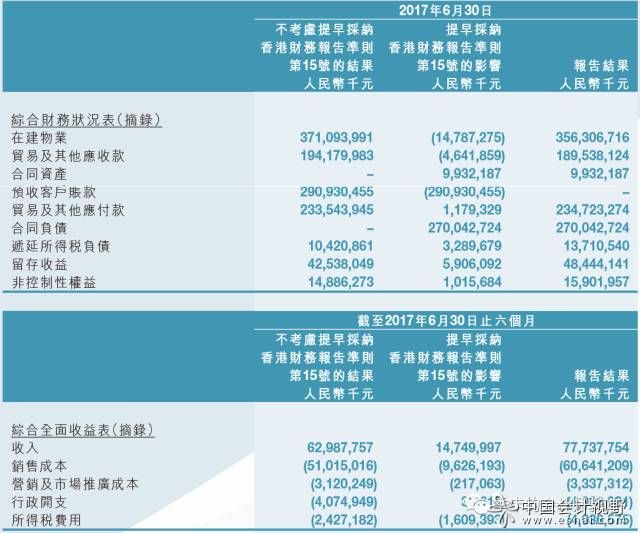 2017年6月30日
不考慮提早採納 提早採納
香港財務報告準則 香港財務報告準則
第15號的結果 第15號的影響 報告結果
人民幣千元 人民幣千元 人民幣千元
綜合財務狀況表(摘錄)
在建物業 371,093,991 (14,787,275) 356,306,716
貿易及其他應收款 194,179,983 (4,641,859) 189,538,124
合同資產 – 9,932,187 9,932,187
預收客戶賬款 290,930,455 (290,930,455) –
貿易及其他應付款 233,543,945 1,179,329 234,723,274
合同負債 – 270,042,724 270,042,724
遞延所得税負債 10,420,861 3,289,679 13,710,540
留存收益 42,538,049 5,906,092 48,444,141
非控制性權益 14,886,273 1,015,684 15,901,957
截至2017年6月30日止六個月
不考慮提早採納 提早採納
香港財務報告準則 香港財務報告準則
第15號的結果 第15號的影響 報告結果
人民幣千元 人民幣千元 人民幣千元
綜合全面收益表(摘錄)
收入 62,987,757 14,749,997 77,737,754
銷售成本 (51,015,016) (9,626,193) (60,641,209)
營銷及市場推廣成本 (3,120,249) (217,063) (3,337,312)
行政開支 (4,074,949)
所得税費用 (2,427,182)
中国会计视野
www.esnai.com